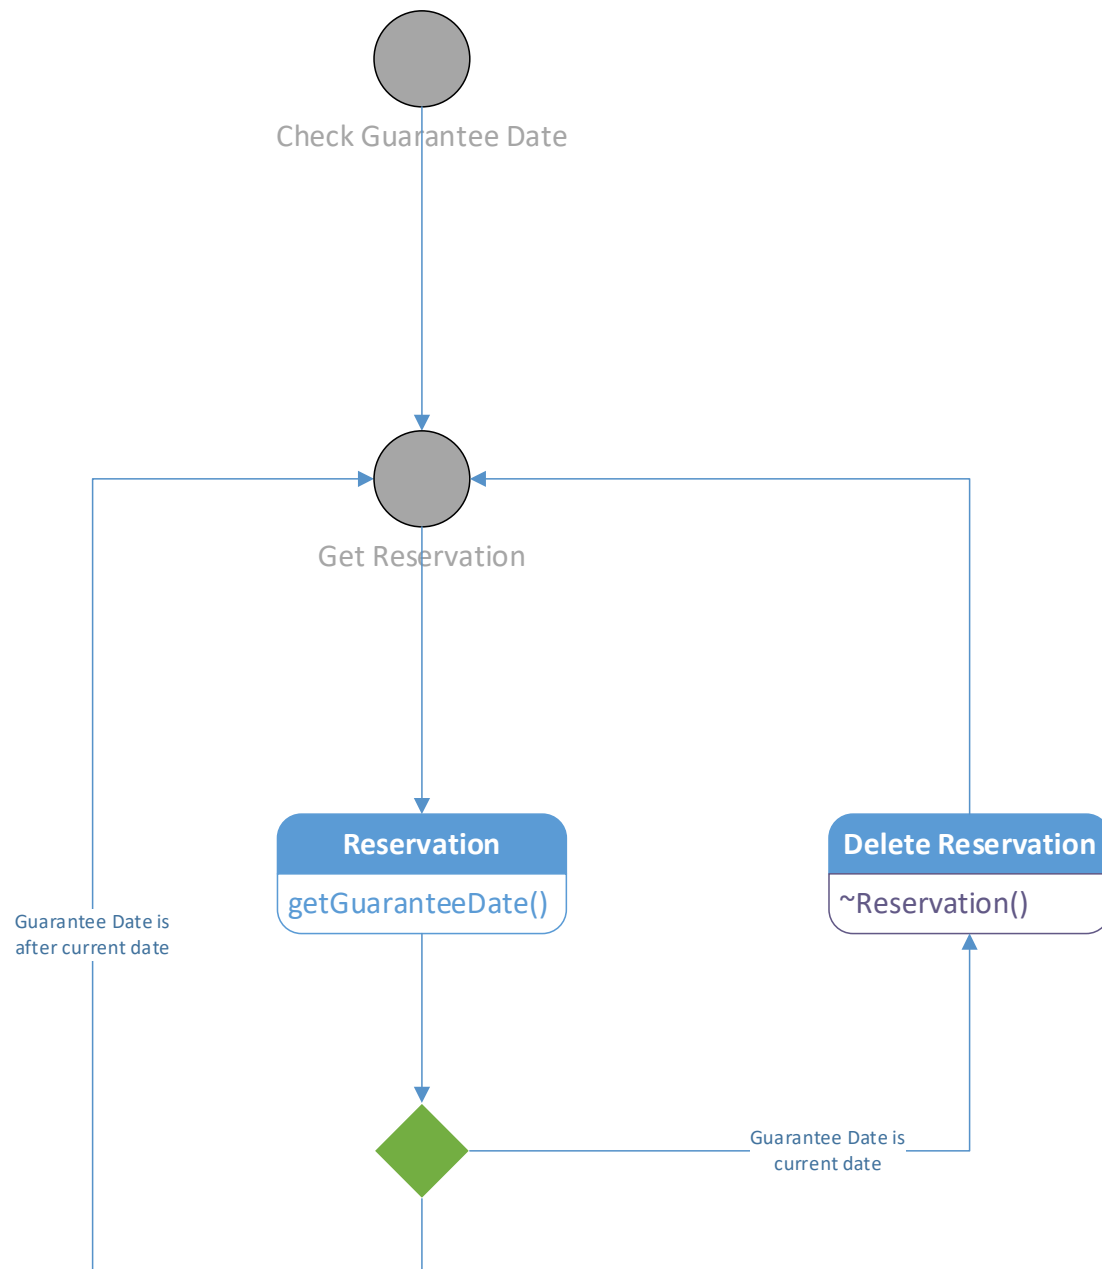 Check Guarantee Date
Get Reservation
Reservation
getGuaranteeDate()
Delete Reservation
~Reservation()
Guarantee Date is
after current date
Guarantee Date is
current date